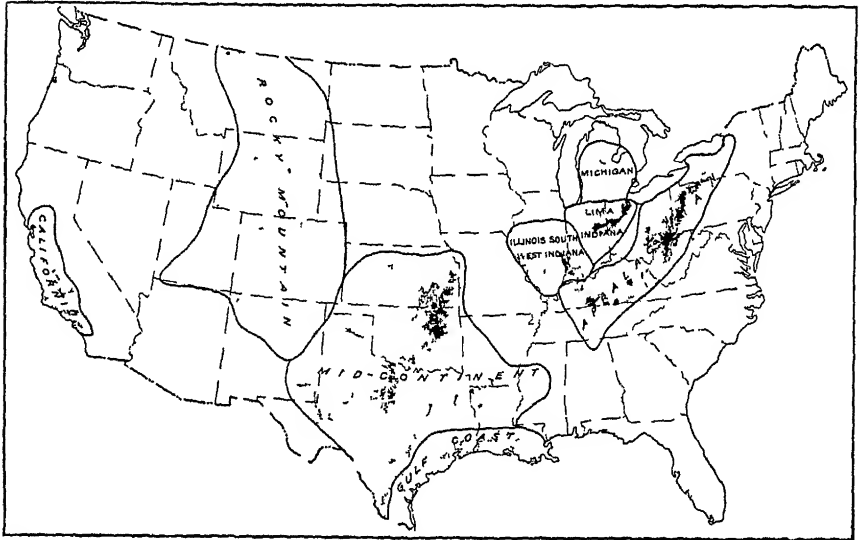 ROCKY MOUNTAIN
CALIFORNIA
MICHIGAN
LIMA
INDIANA
ILLINOIS SOUTH
WEST INDIANA
APPALACHIAN
MID-CONTINENT
GULF COAST